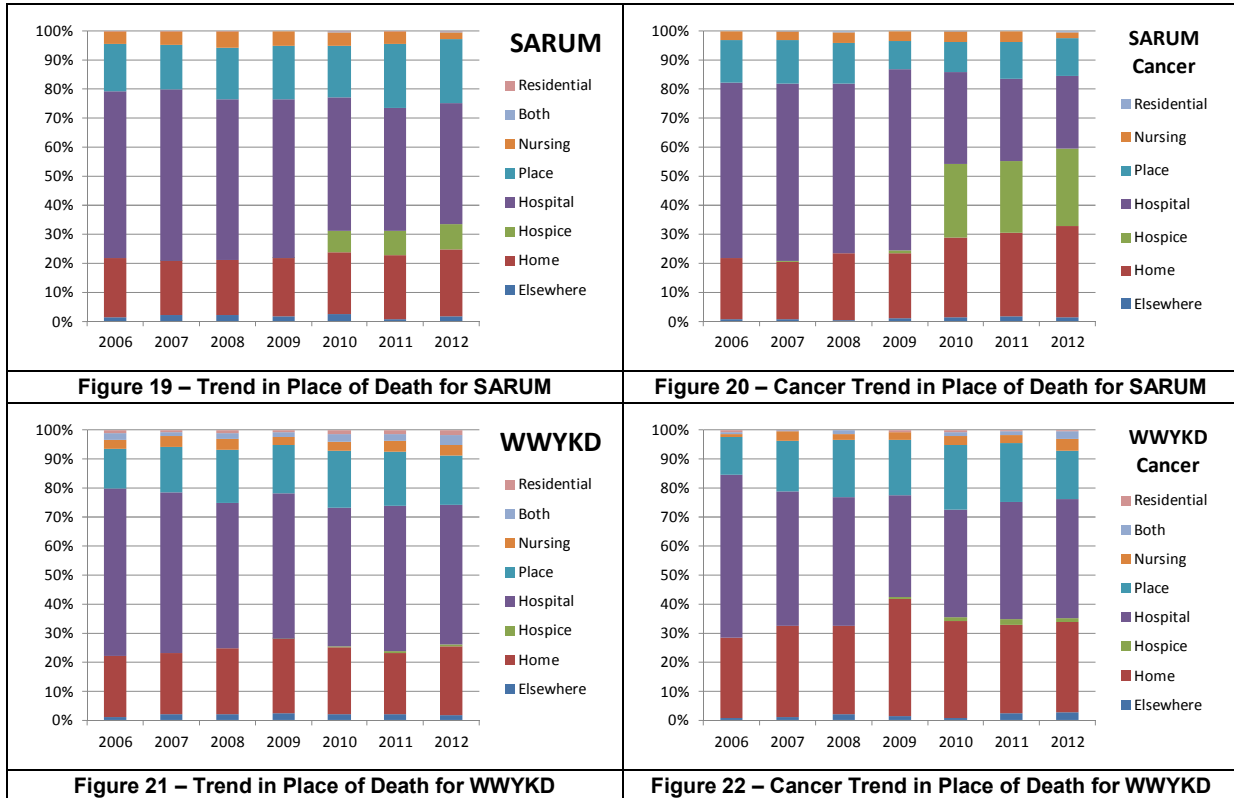 100%
90%
80%
70%
60%
50%
40%
30%
20%
10%
0%
2006 2007 2008 2009 2010 2011 2012
SARUM
Residential
Both
Nursing
Place
Hospital
Hospice
Home
Elsewhere
Figure 19 – Trend in Place of Death for SARUM
100%
90%
80%
70%
60%
50%
40%
30%
20%
10%
0%
2006 2007 2008 2009 2010 2011 2012
SARUM
Cancer
Residential
Nursing
Place
Hospital
Hospice
Home
Elsewhere
Figure 20 – Cancer Trend in Place of Death for SARUM
100%
90%
80%
70%
60%
50%
40%
30%
20%
10%
0%
2006 2007 2008 2009 2010 2011 2012
WWYKD
Residential
Both
Nursing
Place
Hospital
Hospice
Home
Elsewhere
Figure 21 – Trend in Place of Death for WWYKD
100%
90%
80%
70%
60%
50%
40%
30%
20%
10%
0%
2006 2007 2008 2009 2010 2011 2012
WWYKD
Cancer
Residential
Both
Nursing
Place
Hospital
Hospice
Home
Elsewhere
Figure 22 – Cancer Trend in Place of Death for WWYKD